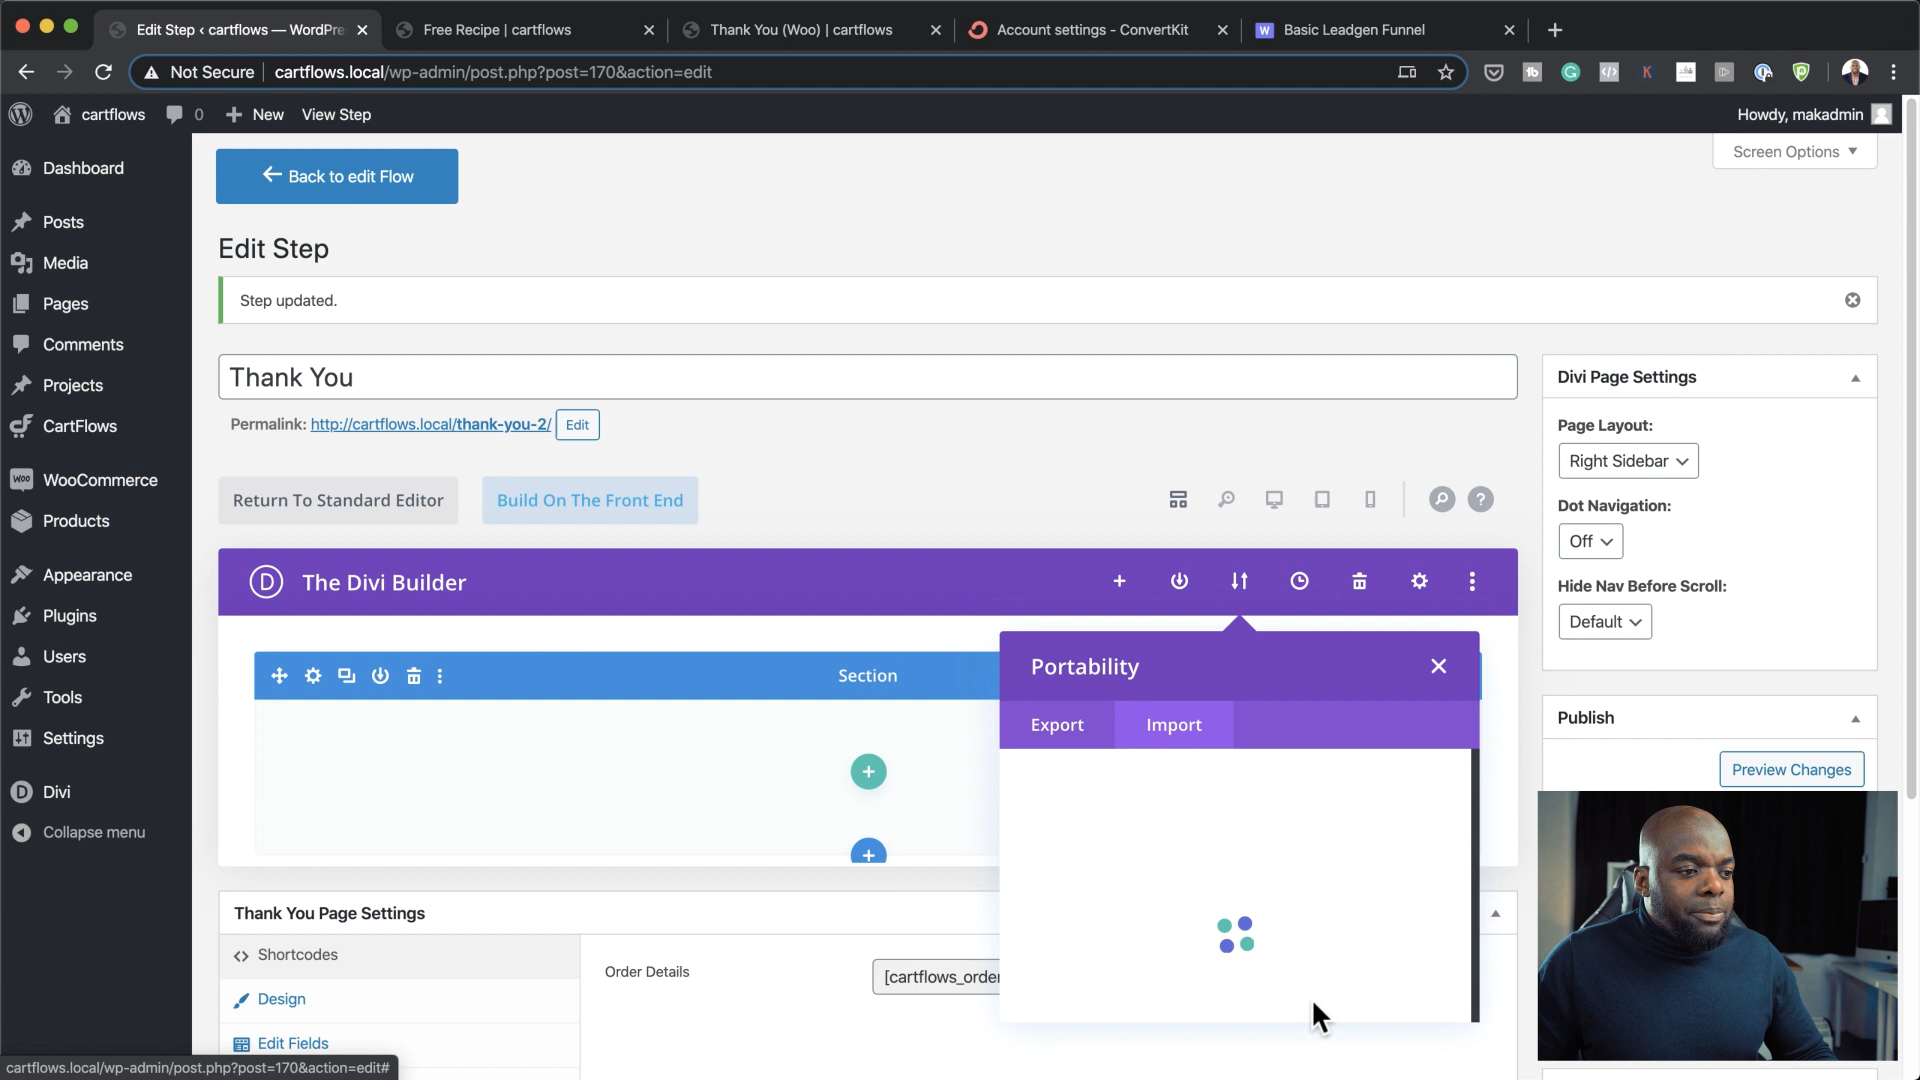 Edit Step ‹ cartflows — WordPre
Free Recipe | cartflows
Thank You (Woo) | cartflows
Account settings - ConvertKit
Basic Leadgen Funnel
Not Secure
cartflows.local/wp-admin/post.php?post=170&action=edit
cartflows
0
New
View Step
Howdy, makadmin
Screen Options
Dashboard
Posts
Media
Pages
Comments
Projects
CartFlows
WooCommerce
Products
Appearance
Plugins
Users
Tools
Settings
Divi
Collapse menu
Back to edit Flow
Edit Step
Step updated.
Thank You
Permalink: http://cartflows.local/thank-you-2/
Edit
Return To Standard Editor
Build On The Front End
The Divi Builder
Section
Portability
Export
Import
Thank You Page Settings
Shortcodes
Design
Edit Fields
Order Details
[cartflows_order
Divi Page Settings
Page Layout:
Right Sidebar
Dot Navigation:
Off
Hide Nav Before Scroll:
Default
Publish
Preview Changes
cartflows.local/wp-admin/post.php?post=170&action=edit#